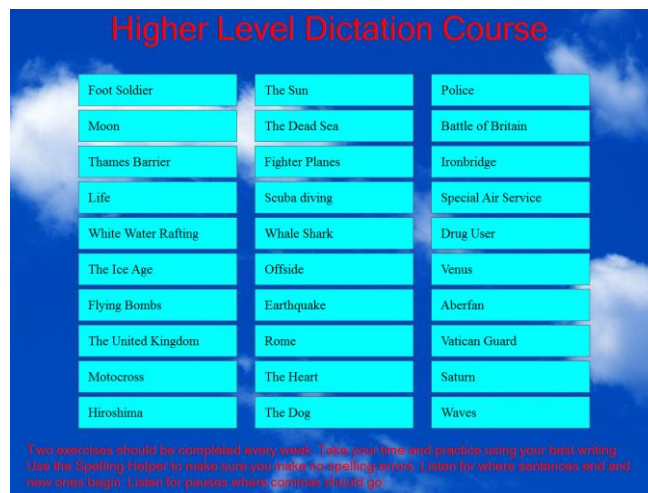 Higher Level Dictation Course
Foot Soldier
The Sun
Police
Moon
The Dead Sea
Battle of Britain
Thames Barrier
Fighter Planes
Ironbridge
Life
Scuba diving
Special Air Service
White Water Rafting
Whale Shark
Drug User
The Ice Age
Offside
Venus
Flying Bombs
Earthquake
Aberfan
The United Kingdom
Rome
Vatican Guard
Motocross
The Heart
Saturn
Hiroshima
The Dog
Waves
Two exercises should be completed every week. Take your time and practice using your best writing.
Use the Spelling Helper to make sure you make no spelling errors. Listen for where sentences end and
new ones begin. Listen for pauses where commas should go.